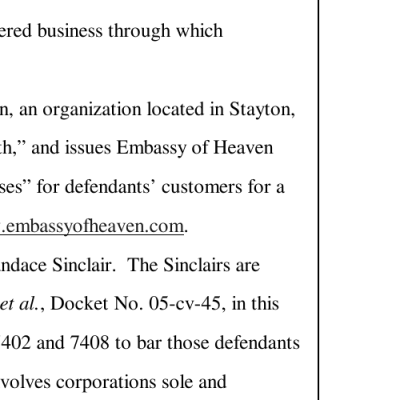 ered business through which
n, an organization located in Stayton,
th,” and issues Embassy of Heaven
ses” for defendants’ customers for a
.embassyofheaven.com.
ndace Sinclair.  The Sinclairs are
et al., Docket No. 05-cv-45, in this
7402 and 7408 to bar those defendants
volves corporations sole and